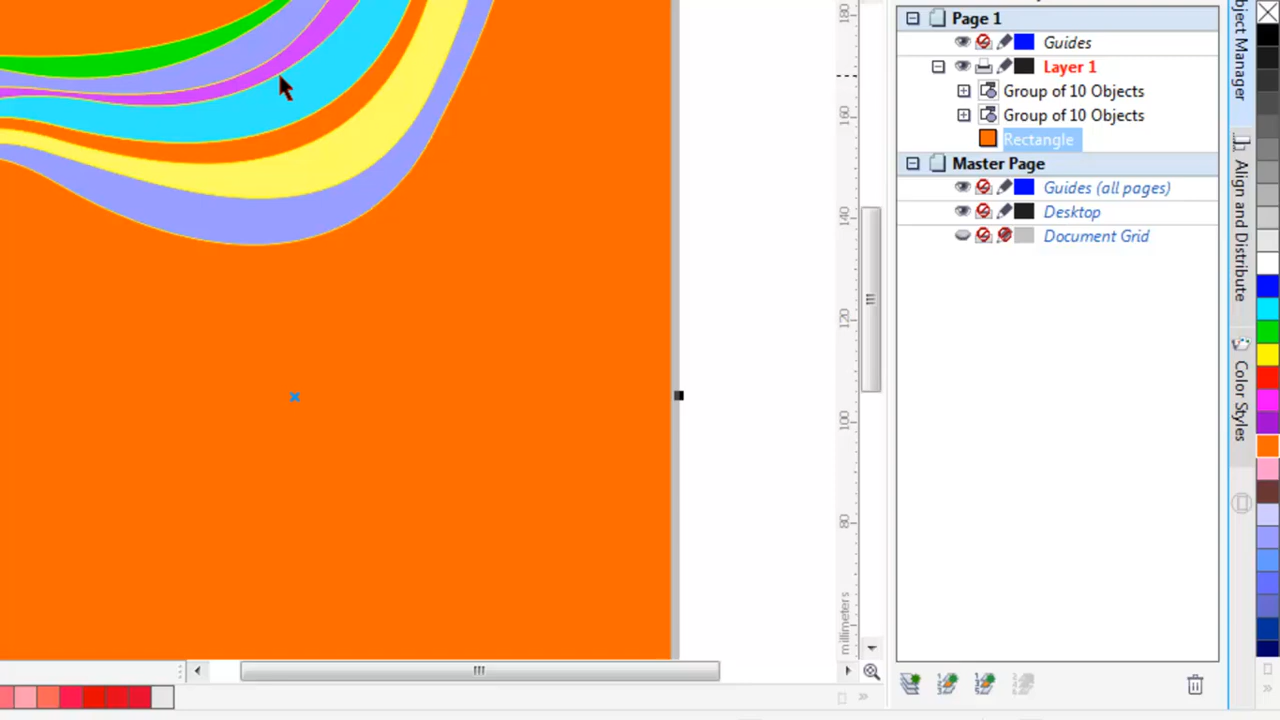 Page 1
Guides
Layer 1
Group of 10 Objects
Group of 10 Objects
Rectangle
Master Page
Guides (all pages)
Desktop
Document Grid
Object Manager
Align and Distribute
Color Styles
180
160
140
120
100
80
millimeters